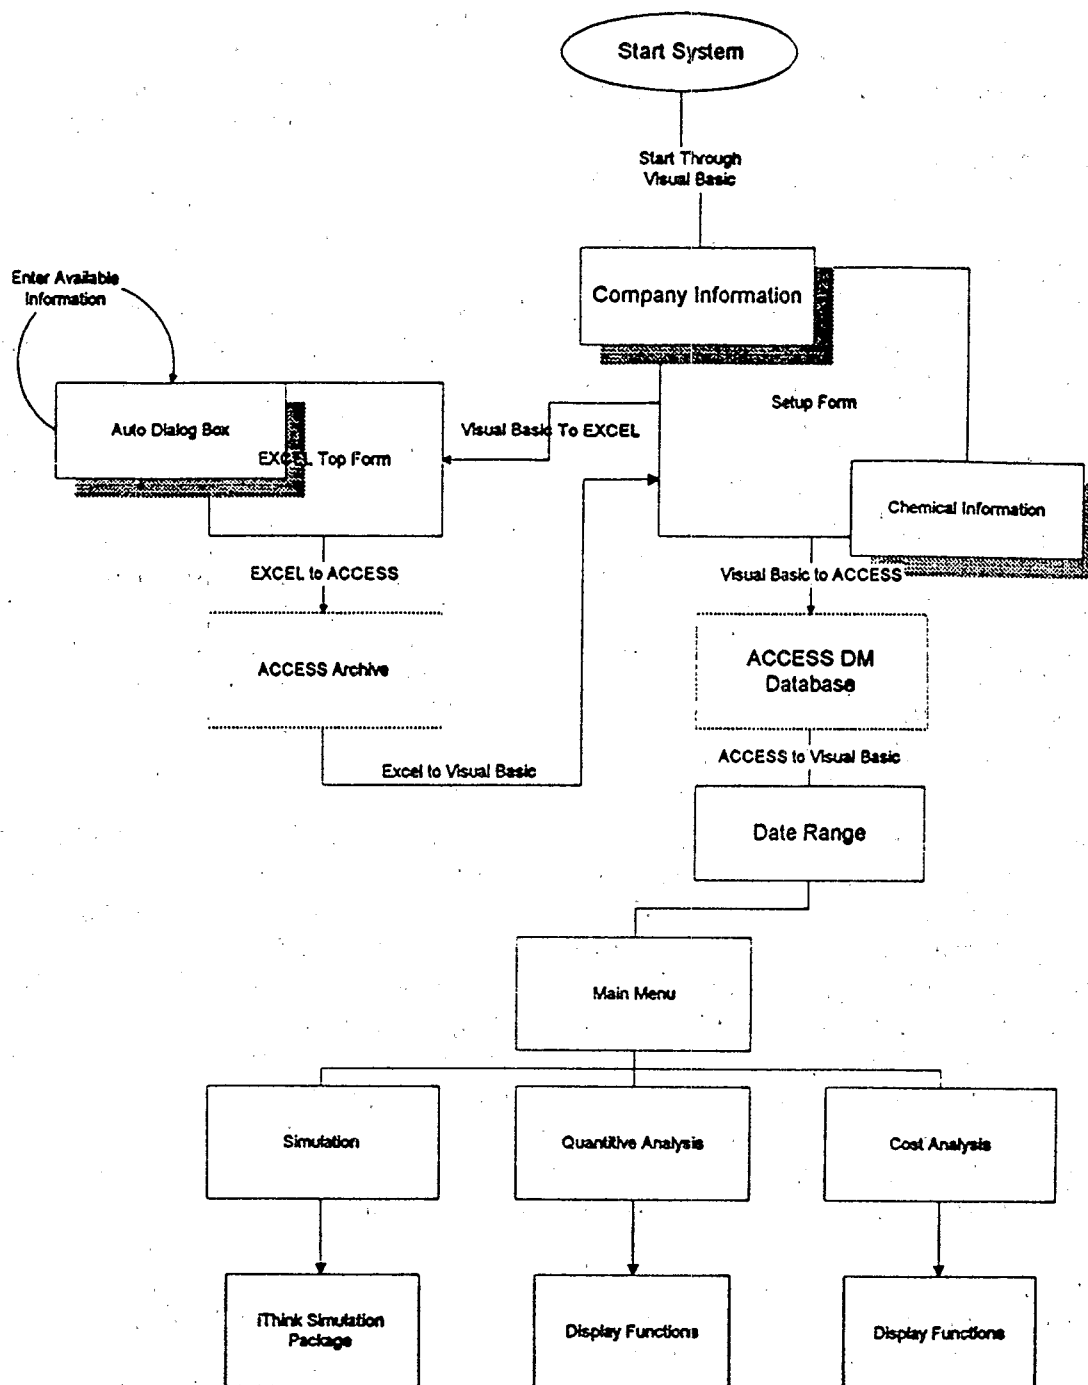 Start System
Start Through
Visual Basic
Company Information
Enter Available
Information
Setup Form
Auto Dialog Box
EXCEL Top Form
Visual Basic To EXCEL
Chemical Information
EXCEL to ACCESS
Visual Basic to ACCESS
ACCESS Archive
ACCESS DM
Database
ACCESS to Visual Basic
Excel to Visual Basic
Date Range
Main Menu
Simulation
Quantitive Analysis
Cost Analysis
iThink Simulation
Package
Display Functions
Display Functions